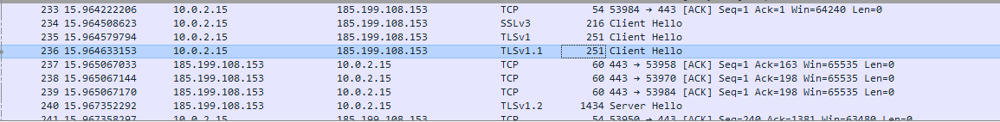 233 15.964222206 10.0.2.15 185.199.108.153 TCP 54 53984 → 443 [ACK] Seq=1 Ack=1 Win=64240 Len=0
234 15.964508623 10.0.2.15 185.199.108.153 SSLv3 216 Client Hello
235 15.964579794 10.0.2.15 185.199.108.153 TLSv1 251 Client Hello
236 15.964633153 10.0.2.15 185.199.108.153 TLSv1.1 251 Client Hello
237 15.965067033 185.199.108.153 10.0.2.15 TCP 60 443 → 53958 [ACK] Seq=1 Ack=163 Win=65535 Len=0
238 15.965067144 185.199.108.153 10.0.2.15 TCP 60 443 → 53970 [ACK] Seq=1 Ack=198 Win=65535 Len=0
239 15.965067170 185.199.108.153 10.0.2.15 TCP 60 443 → 53984 [ACK] Seq=1 Ack=198 Win=65535 Len=0
240 15.967352292 185.199.108.153 10.0.2.15 TLSv1.2 1434 Server Hello
241 15.967358297 10.0.2.15 185.199.108.153 TCP 54 53950 → 443 [ACK] Seq=240 Ack=1381 Win=63480 Len=0